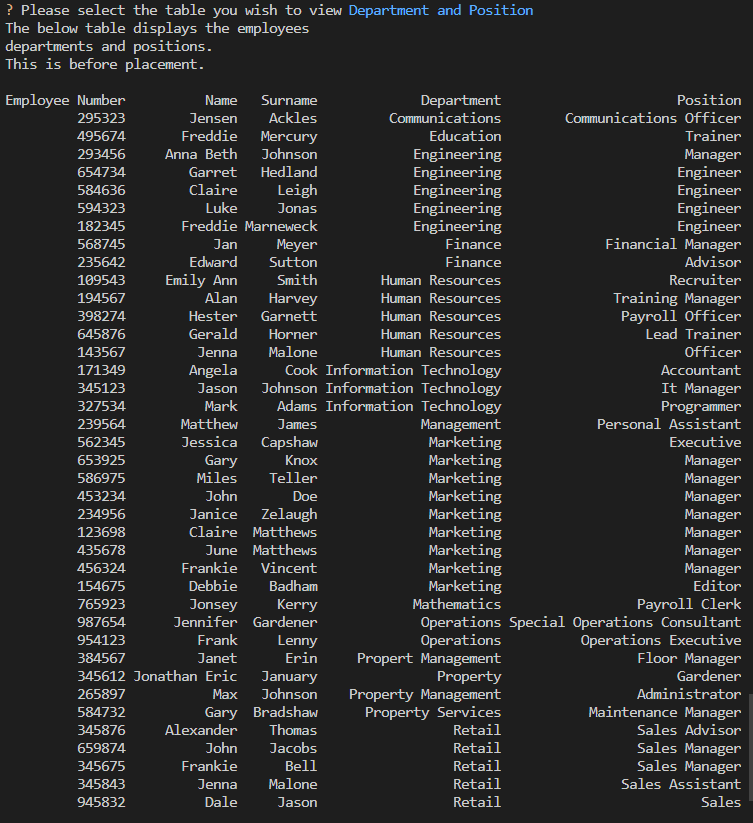 ? Please select the table you wish to view Department and Position
The below table displays the employees
departments and positions.
This is before placement.
Employee Number Name Surname Department Position
295323 Jensen Ackles Communications Communications Officer
495674 Freddie Mercury Education Trainer
293456 Anna Beth Johnson Engineering Manager
654734 Garret Hedland Engineering Engineer
584636 Claire Leigh Engineering Engineer
594323 Luke Jonas Engineering Engineer
182345 Freddie Marneweck Engineering Engineer
568745 Jan Meyer Finance Financial Manager
235642 Edward Sutton Finance Advisor
109543 Emily Ann Smith Human Resources Recruiter
194567 Alan Harvey Human Resources Training Manager
398274 Hester Garnett Human Resources Payroll Officer
645876 Gerald Horner Human Resources Lead Trainer
143567 Jenna Malone Human Resources Officer
171349 Angela Cook Information Technology Accountant
345123 Jason Johnson Information Technology It Manager
327534 Mark Adams Information Technology Programmer
239564 Matthew James Management Personal Assistant
562345 Jessica Capshaw Marketing Executive
653925 Gary Knox Marketing Manager
586975 Miles Teller Marketing Manager
453234 John Doe Marketing Manager
234956 Janice Zelaugh Marketing Manager
123698 Claire Matthews Marketing Manager
435678 June Matthews Marketing Manager
456324 Frankie Vincent Marketing Manager
154675 Debbie Badham Marketing Editor
765923 Jonsey Kerry Mathematics Payroll Clerk
987654 Jennifer Gardener Operations Special Operations Consultant
954123 Frank Lenny Operations Operations Executive
384567 Janet Erin Propert Management Floor Manager
345612 Jonathan Eric January Property Gardener
265897 Max Johnson Property Management Administrator
584732 Gary Bradshaw Property Services Maintenance Manager
345876 Alexander Thomas Retail Sales Advisor
659874 John Jacobs Retail Sales Manager
345675 Frankie Bell Retail Sales Manager
345843 Jenna Malone Retail Sales Assistant
945832 Dale Jason Retail Sales